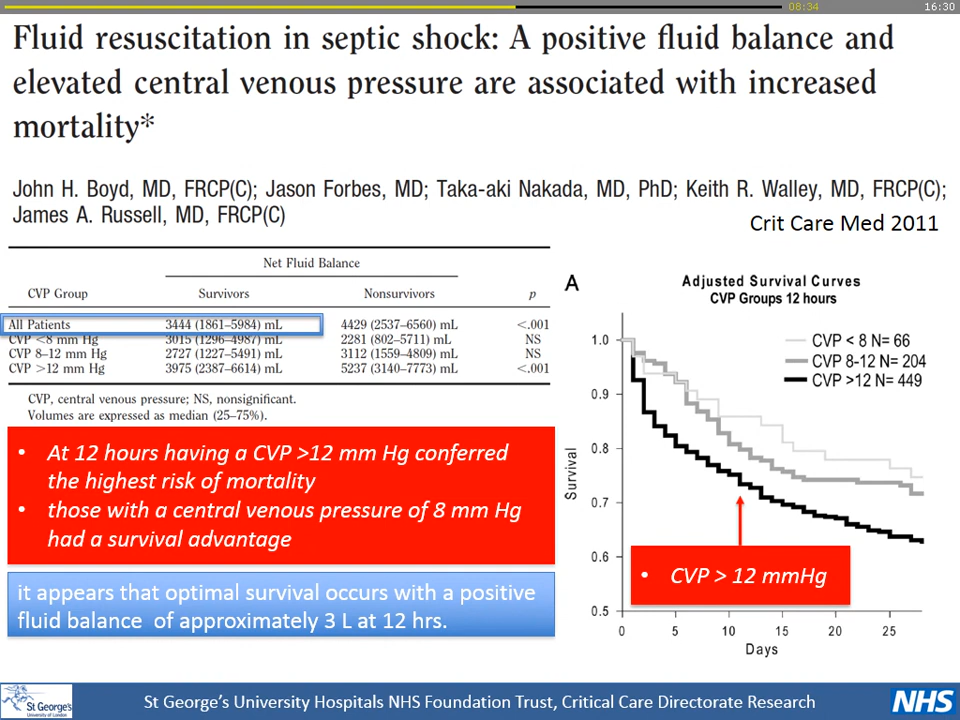 08:34
16:30
Fluid resuscitation in septic shock: A positive fluid balance and
elevated central venous pressure are associated with increased
mortality*
John H. Boyd, MD, FRCP(C); Jason Forbes, MD; Taka-aki Nakada, MD, PhD; Keith R. Walley, MD, FRCP(C);
James A. Russell, MD, FRCP(C)
Crit Care Med 2011
Net Fluid Balance
CVP Group Survivors Nonsurvivors p
All Patients 3444 (1861–5984) mL 4429 (2537–6560) mL <.001
CVP <8 mm Hg 3015 (1296–4987) mL 2281 (802–5711) mL NS
CVP 8–12 mm Hg 2727 (1227–5491) mL 3112 (1559–4809) mL NS
CVP >12 mm Hg 3975 (2387–6614) mL 5237 (3140–7773) mL <.001
CVP, central venous pressure; NS, nonsignificant.
Volumes are expressed as median (25–75%).
• At 12 hours having a CVP >12 mm Hg conferred
the highest risk of mortality
• those with a central venous pressure of 8 mm Hg
had a survival advantage
it appears that optimal survival occurs with a positive
fluid balance of approximately 3 L at 12 hrs.
A
Adjusted Survival Curves
CVP Groups 12 hours
CVP < 8 N= 66
CVP 8-12 N= 204
CVP >12 N= 449
1.0
0.9
0.8
0.7
0.6
0.5
Survival
• CVP > 12 mmHg
0 5 10 15 20 25
Days
St George's
University of London
St George's University Hospitals NHS Foundation Trust, Critical Care Directorate Research
NHS